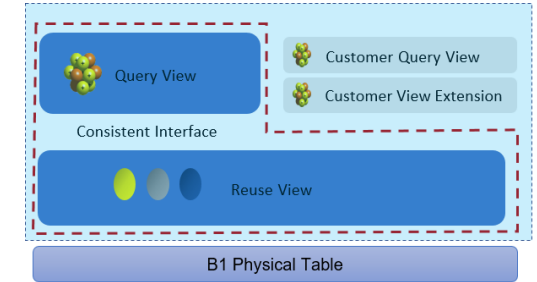 Query View
Customer Query View
Customer View Extension
Consistent Interface
Reuse View
B1 Physical Table